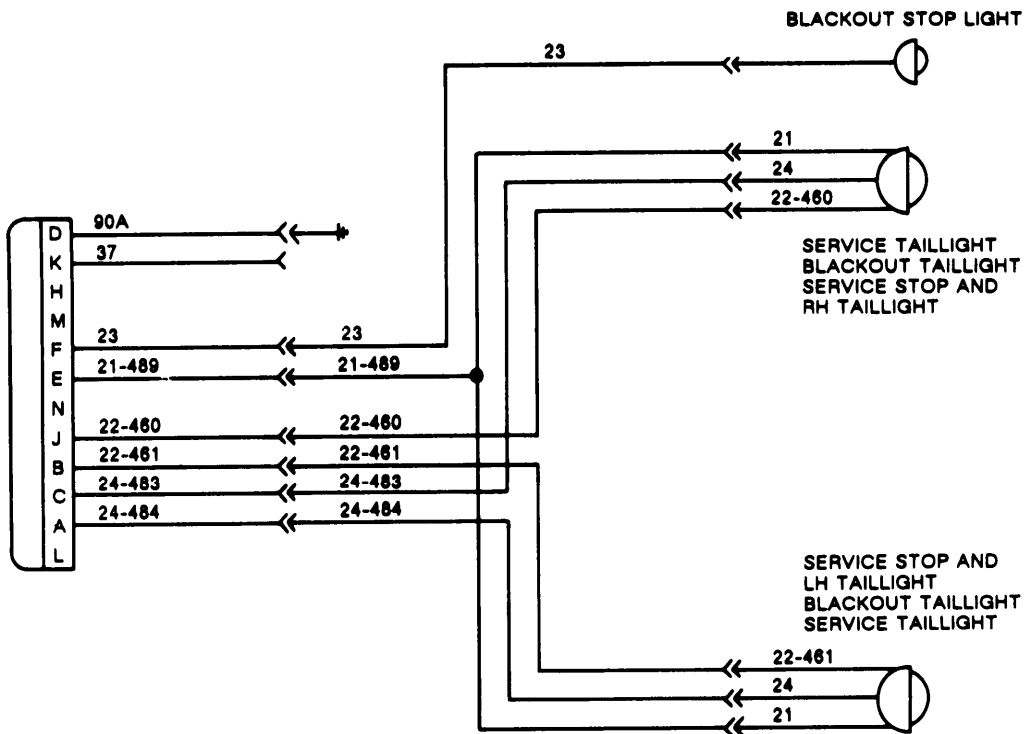 BLACKOUT STOP LIGHT
23
21
24
22-460
SERVICE TAILLIGHT
BLACKOUT TAILLIGHT
SERVICE STOP AND
RH TAILLIGHT
D 90A
K 37
H
M
F 23 23
E 21-489 21-489
N
J 22-460 22-460
B 22-461 22-461
C 24-483 24-483
A 24-484 24-484
L
SERVICE STOP AND
LH TAILLIGHT
BLACKOUT TAILLIGHT
SERVICE TAILLIGHT
22-461
24
21